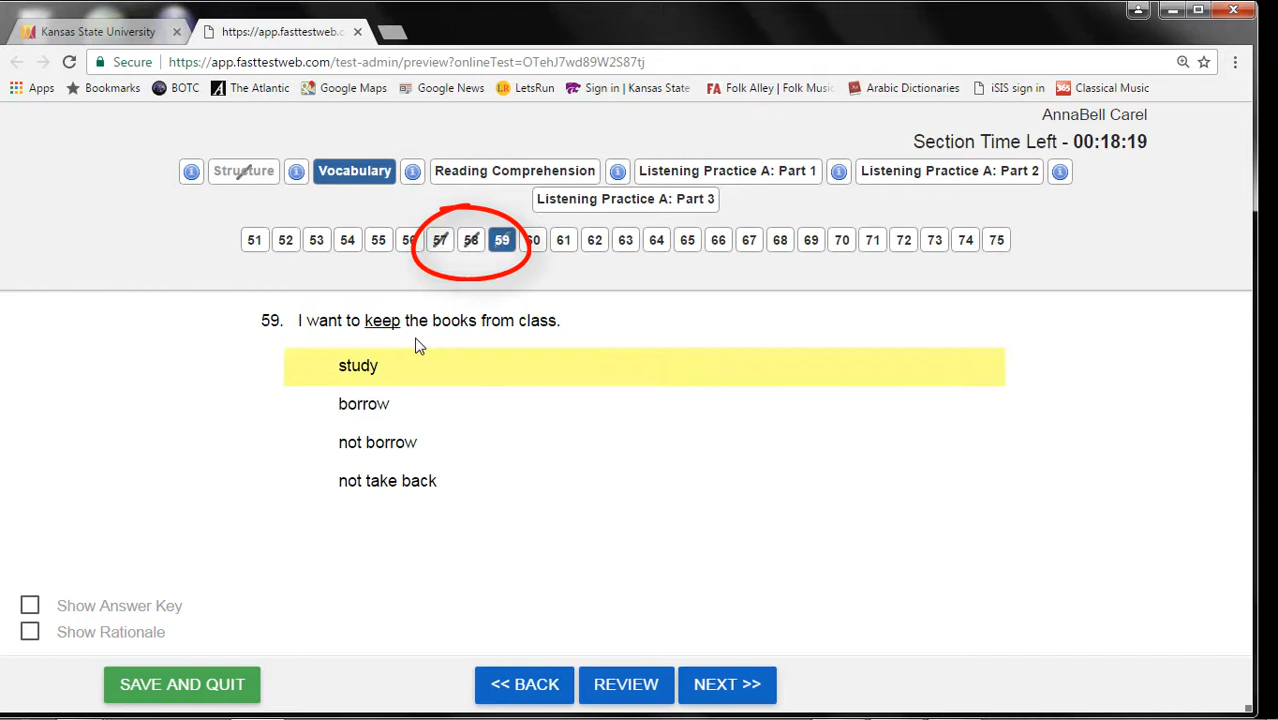 Kansas State University
https://app.fasttestweb.c
Secure https://app.fasttestweb.com/test-admin/preview?onlineTest=OTehJ7wd89W2S87tj
Apps Bookmarks BOTC The Atlantic Google Maps Google News LetsRun Sign in | Kansas State Folk Alley | Folk Musi Arabic Dictionaries iSIS sign in Classical Music
AnnaBell Carel
Section Time Left - 00:18:19
Structure Vocabulary Reading Comprehension Listening Practice A: Part 1 Listening Practice A: Part 2
Listening Practice A: Part 3
51 52 53 54 55 56 57 58 59 60 61 62 63 64 65 66 67 68 69 70 71 72 73 74 75
59. I want to keep the books from class.
study
borrow
not borrow
not take back
Show Answer Key
Show Rationale
SAVE AND QUIT << BACK REVIEW NEXT >>